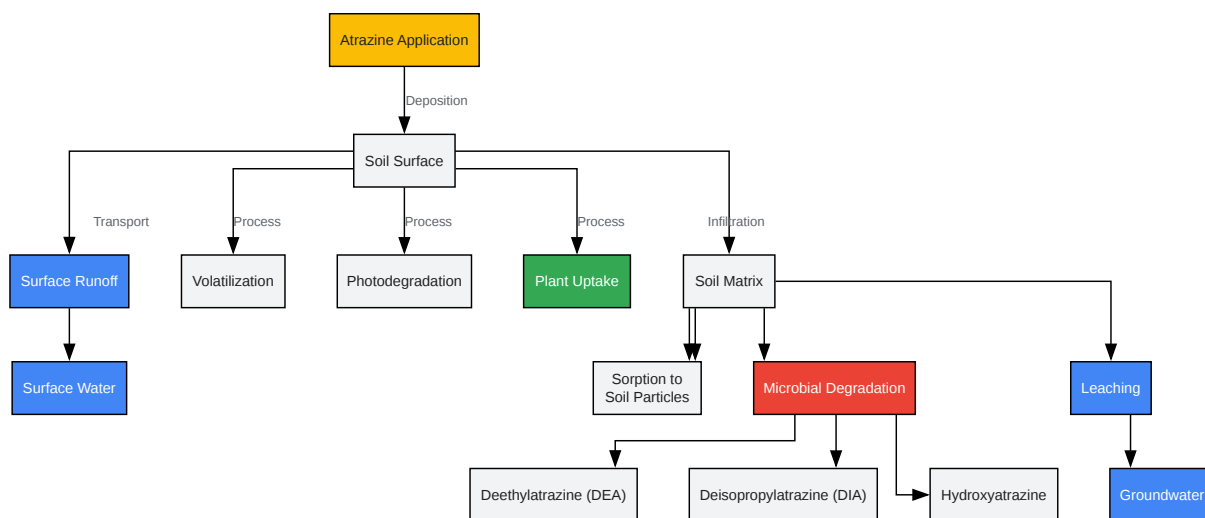 Atrazine Application
Deposition
Soil Surface
Transport
Process
Process
Process
Infiltration
Surface Runoff
Volatilization
Photodegradation
Plant Uptake
Soil Matrix
Surface Water
Sorption to
Soil Particles
Microbial Degradation
Leaching
Deethylatrazine (DEA)
Deisopropylatrazine (DIA)
Hydroxyatrazine
Groundwater